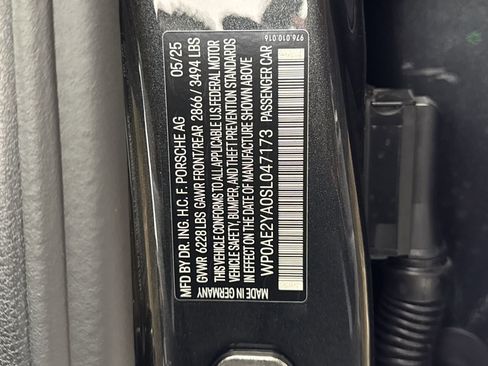 MFD BY DR. ING. H.C. F. PORSCHE AG 05/25
GVWR 6228 LBS GAWR FRONT/REAR 2866/ 3494 LBS
THIS VEHICLE CONFORMS TO ALL APPLICABLE U.S. FEDERAL MOTOR
VEHICLE SAFETY, BUMPER, AND THEFT PREVENTION STANDARDS
IN EFFECT ON THE DATE OF MANUFACTURE SHOWN ABOVE
WP0AE2YA0SL047173 PASSENGER CAR
MADE IN GERMANY 976.010.016